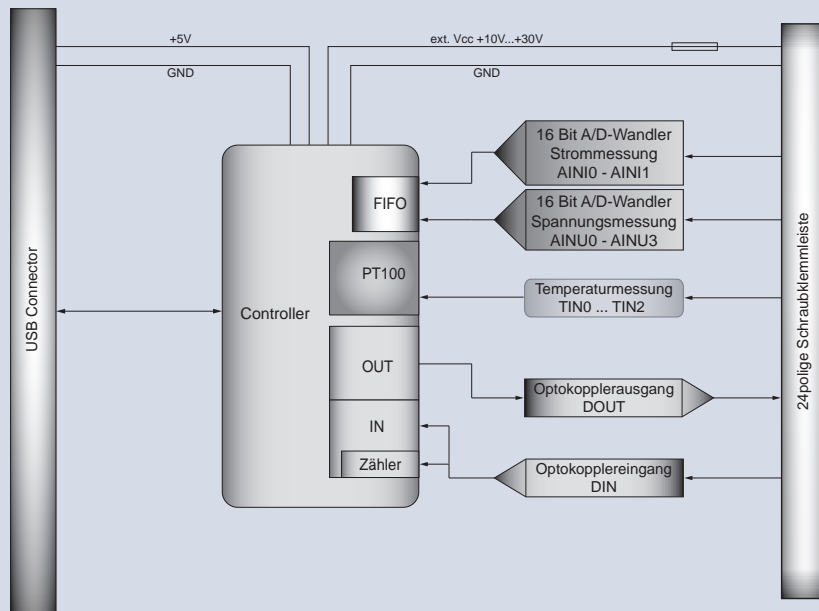 +5V
ext. Vcc +10V...+30V
GND
GND
16 Bit A/D-Wandler
Strommessung
AINI0 - AINI1
FIFO
16 Bit A/D-Wandler
Spannungsmessung
AINU0 - AINU3
PT100
Temperaturmessung
TIN0 ... TIN2
USB Connector
Controller
24polige Schraubklemmleiste
OUT
Optokopplerausgang
DOUT
IN
Zähler
Optokopplereingang
DIN